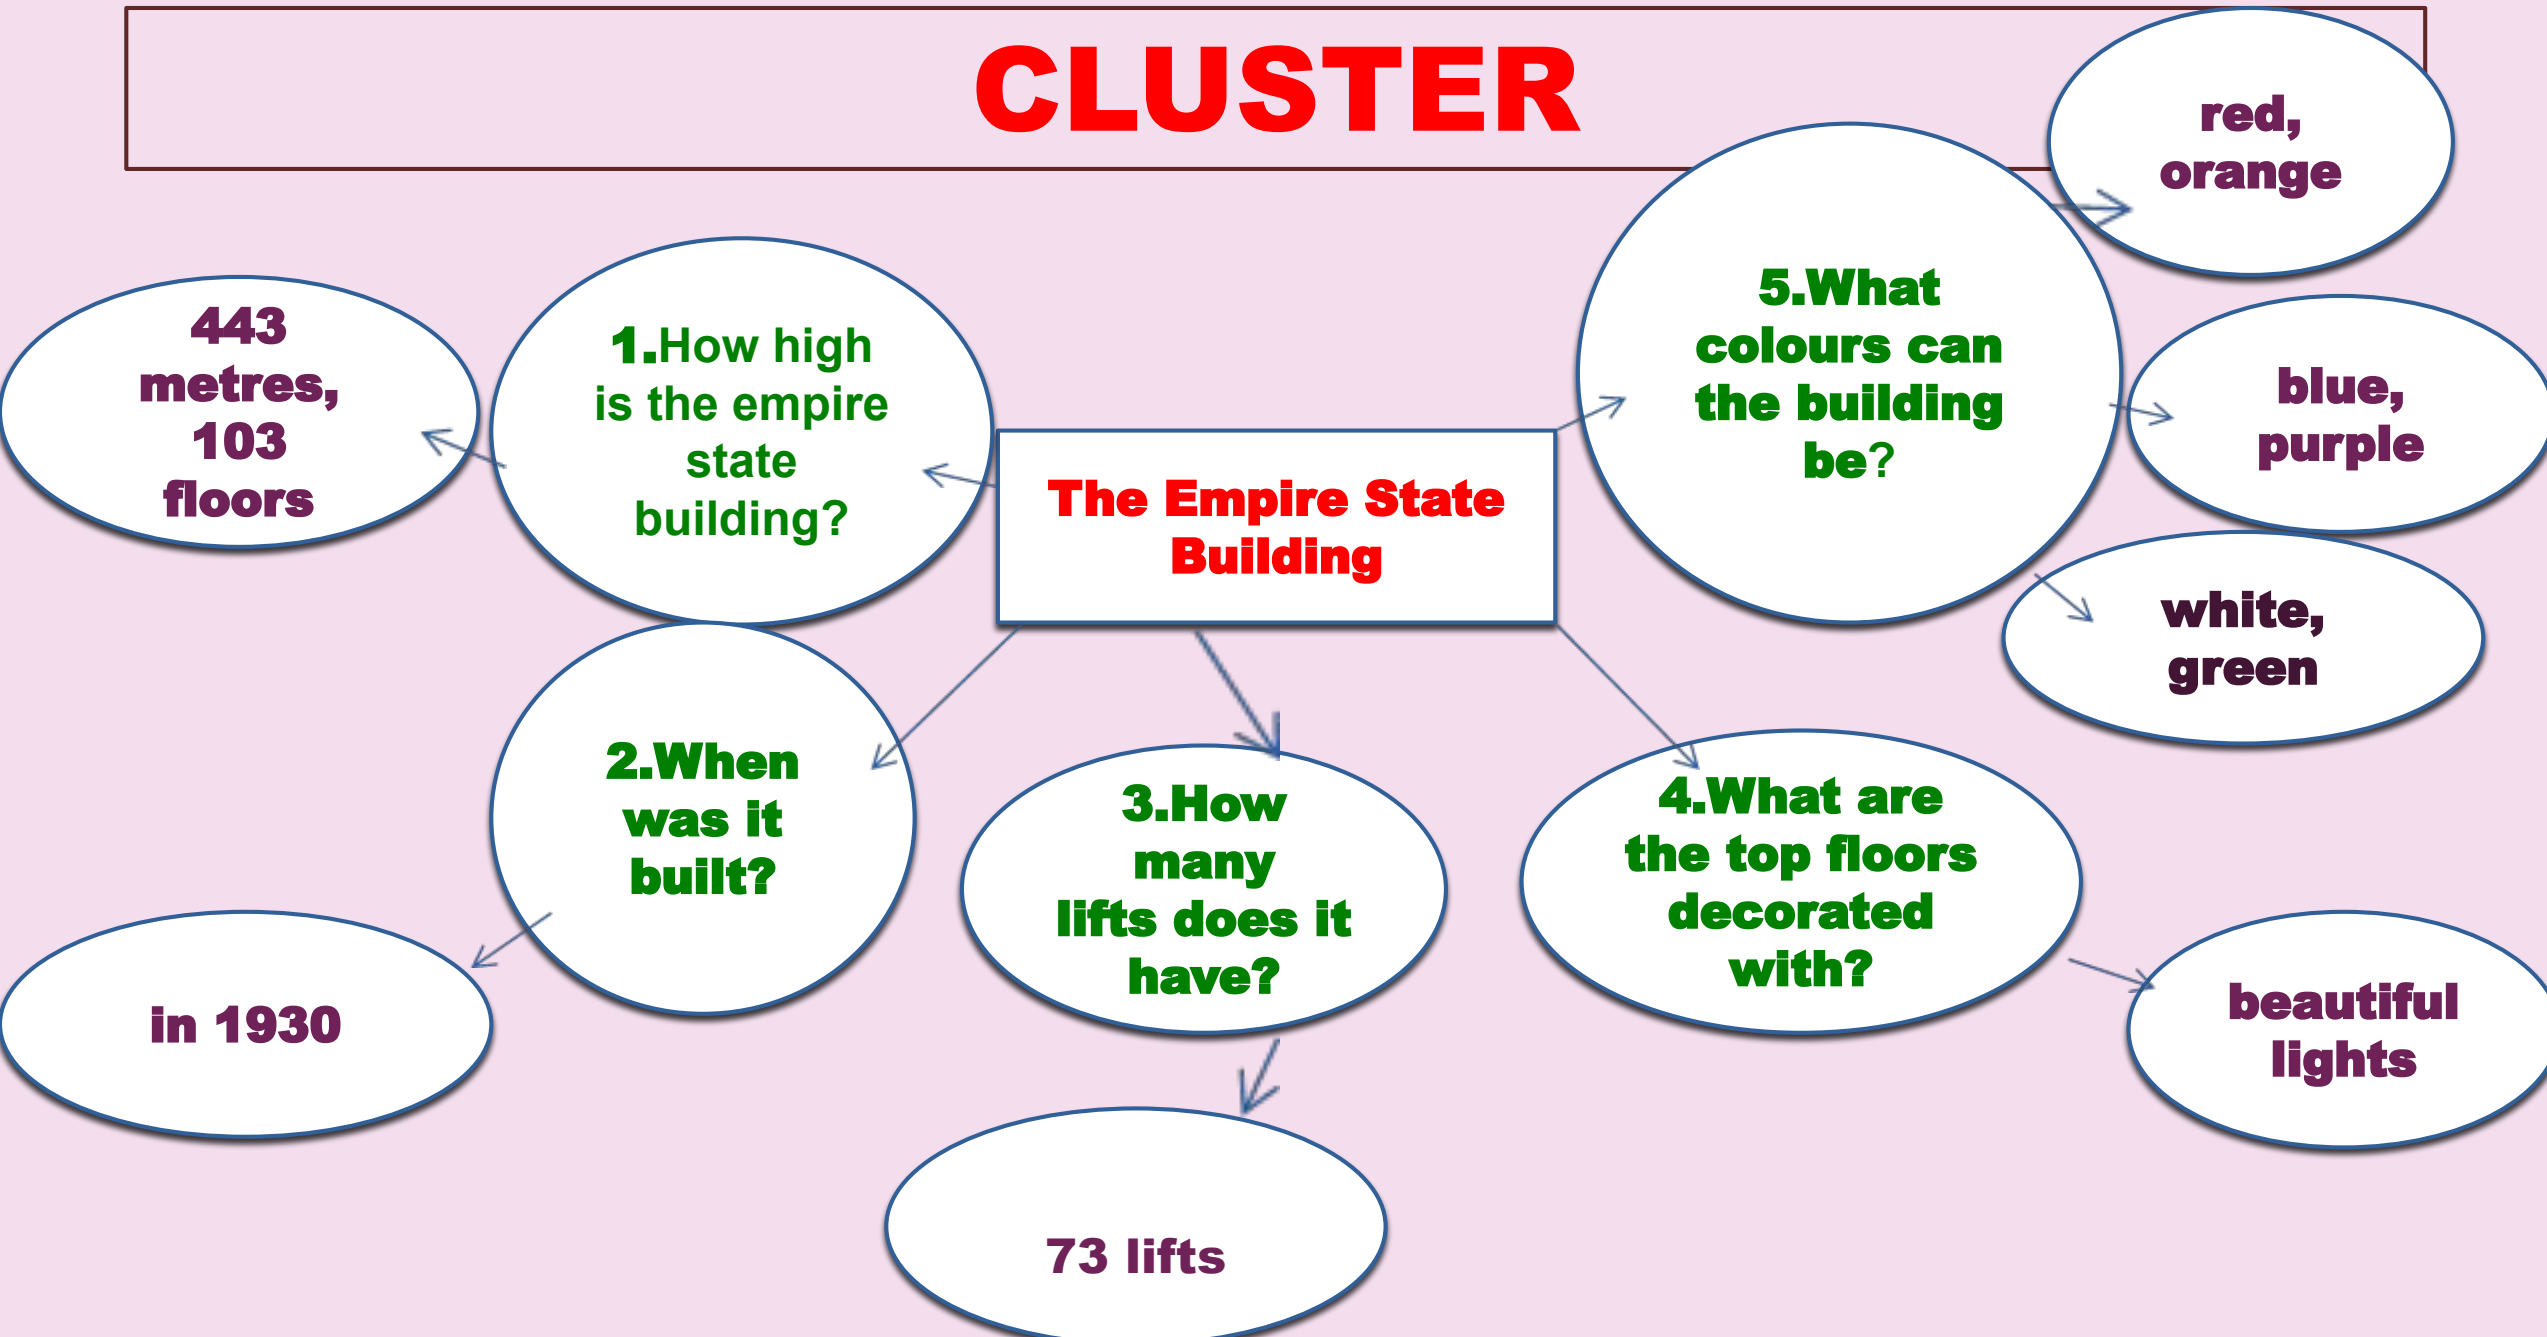 CLUSTER
The Empire State
Building
1.How high
is the empire
state
building?
443
metres,
103
floors
2.When
was it
built?
in 1930
3.How
many
lifts does it
have?
73 lifts
4.What are
the top floors
decorated
with?
beautiful
lights
5.What
colours can
the building
be?
red,
orange
blue,
purple
white,
green